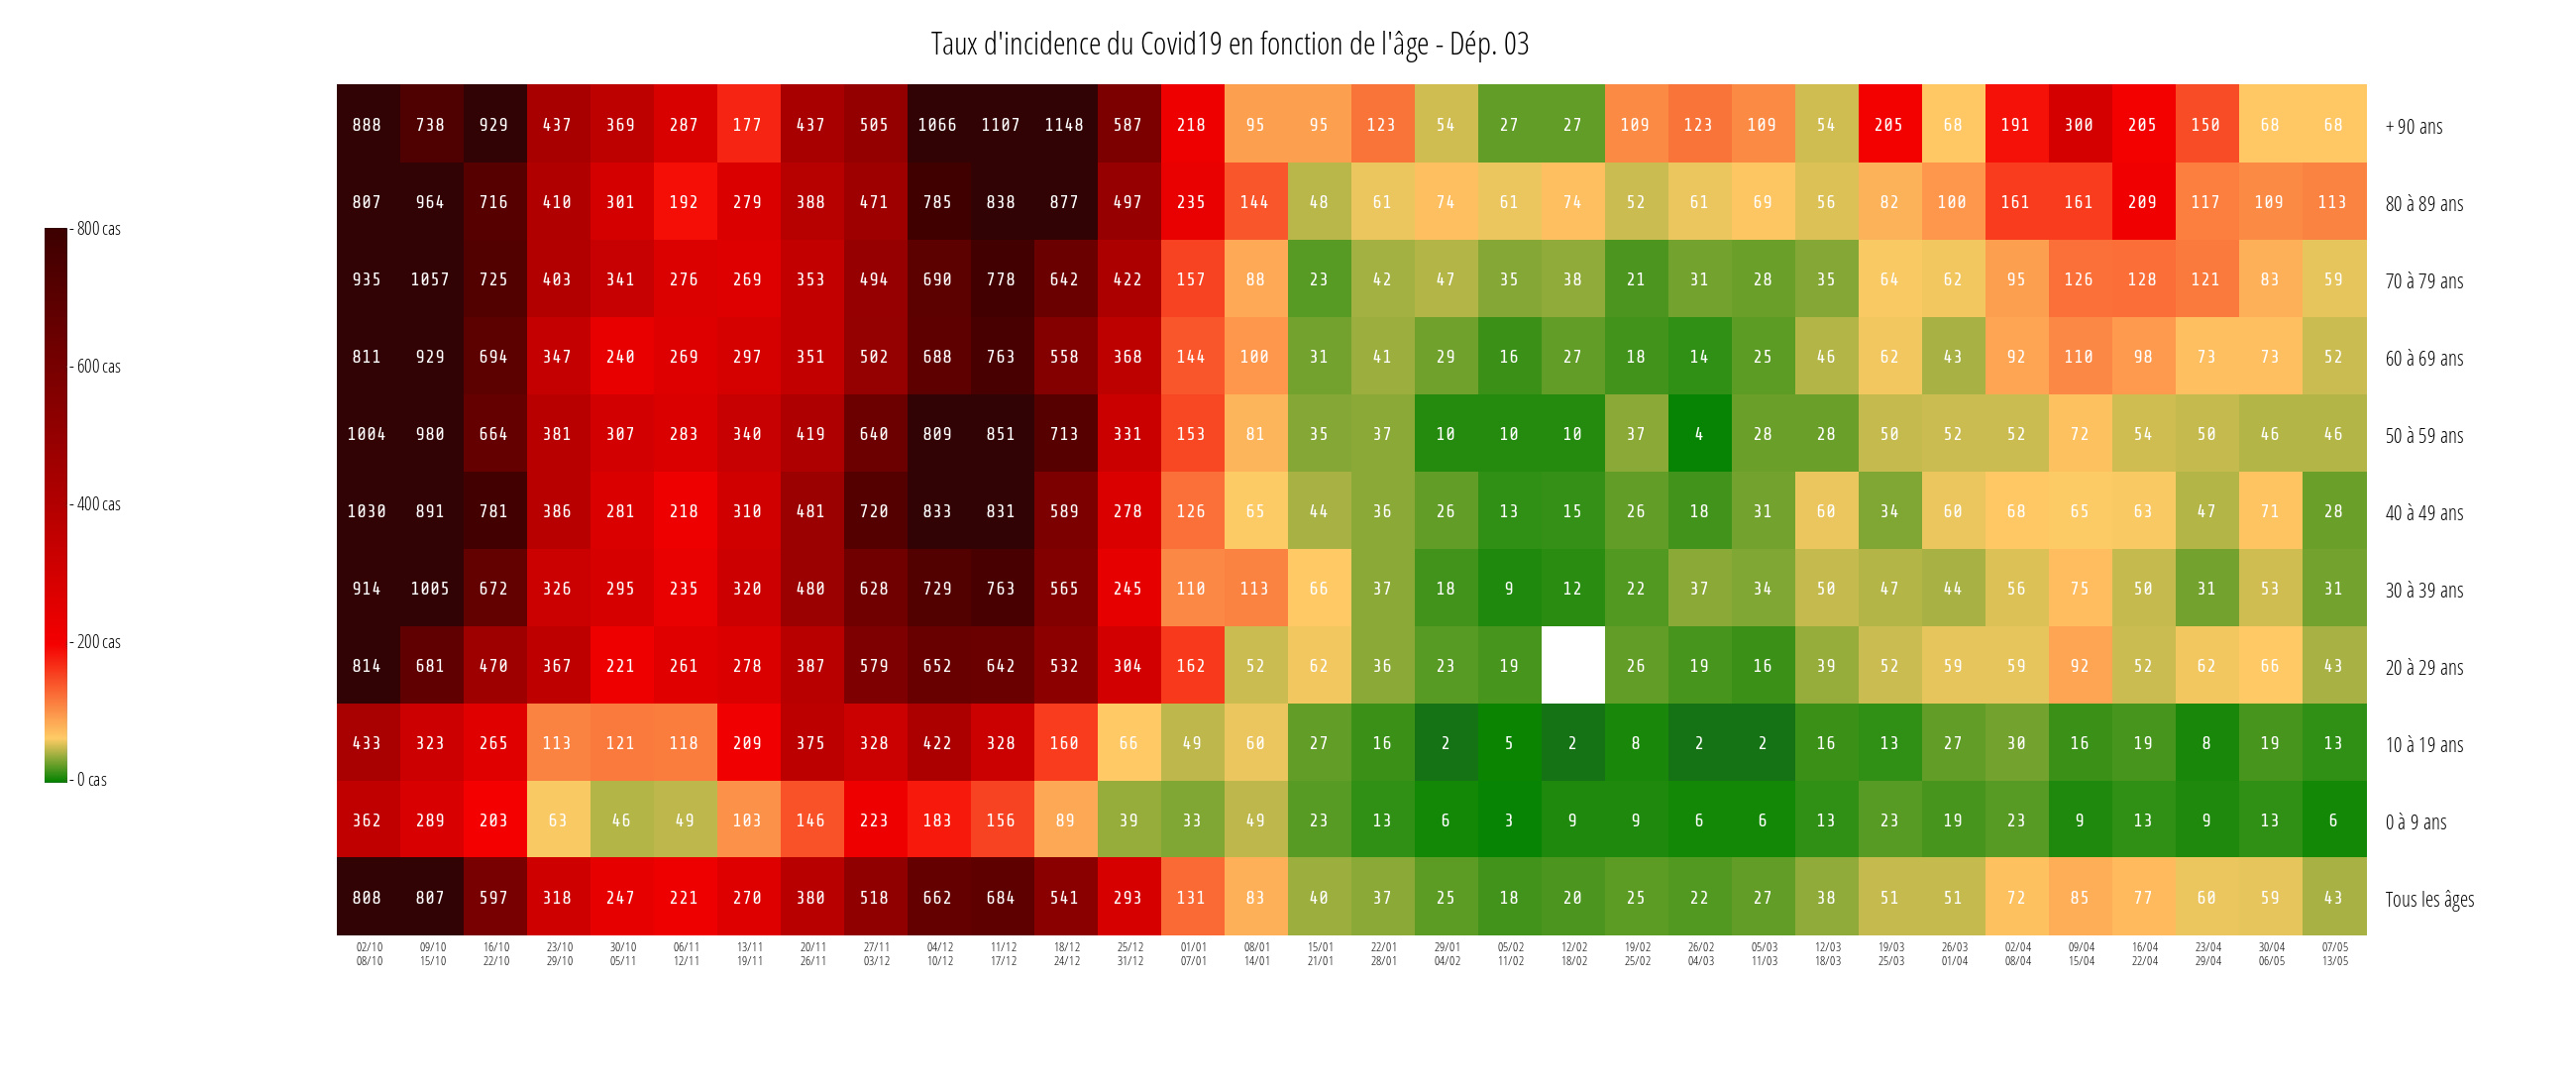 Taux d'incidence du Covid19 en fonction de l'âge - Dép. 03
- 800 cas
- 600 cas
- 400 cas
- 200 cas
- 0 cas
888 738 929 437 369 287 177 437 505 1066 1107 1148 587 218 95 95 123 54 27 27 109 123 109 54 205 68 191 300 205 150 68 68 + 90 ans
807 964 716 410 301 192 279 388 471 785 838 877 497 235 144 48 61 74 61 74 52 61 69 56 82 100 161 161 209 117 109 113 80 à 89 ans
935 1057 725 403 341 276 269 353 494 690 778 642 422 157 88 23 42 47 35 38 21 31 28 35 64 62 95 126 128 121 83 59 70 à 79 ans
811 929 694 347 240 269 297 351 502 688 763 558 368 144 100 31 41 29 16 27 18 14 25 46 62 43 92 110 98 73 73 52 60 à 69 ans
1004 980 664 381 307 283 340 419 640 809 851 713 331 153 81 35 37 10 10 10 37 4 28 28 50 52 52 72 54 50 46 46 50 à 59 ans
1030 891 781 386 281 218 310 481 720 833 831 589 278 126 65 44 36 26 13 15 26 18 31 60 34 60 68 65 63 47 71 28 40 à 49 ans
914 1005 672 326 295 235 320 480 628 729 763 565 245 110 113 66 37 18 9 12 22 37 34 50 47 44 56 75 50 31 53 31 30 à 39 ans
814 681 470 367 221 261 278 387 579 652 642 532 304 162 52 62 36 23 19 26 19 16 39 52 59 59 92 52 62 66 43 20 à 29 ans
433 323 265 113 121 118 209 375 328 422 328 160 66 49 60 27 16 2 5 2 8 2 2 16 13 27 30 16 19 8 19 13 10 à 19 ans
362 289 203 63 46 49 103 146 223 183 156 89 39 33 49 23 13 6 3 9 9 6 6 13 23 19 23 9 13 9 13 6 0 à 9 ans
808 807 597 318 247 221 270 380 518 662 684 541 293 131 83 40 37 25 18 20 25 22 27 38 51 51 72 85 77 60 59 43 Tous les âges
02/10 09/10 16/10 23/10 30/10 06/11 13/11 20/11 27/11 04/12 11/12 18/12 25/12 01/01 08/01 15/01 22/01 29/01 05/02 12/02 19/02 26/02 05/03 12/03 19/03 26/03 02/04 09/04 16/04 23/04 30/04 07/05
08/10 15/10 22/10 29/10 05/11 12/11 19/11 26/11 03/12 10/12 17/12 24/12 31/12 07/01 14/01 21/01 28/01 04/02 11/02 18/02 25/02 04/03 11/03 18/03 25/03 01/04 08/04 15/04 22/04 29/04 06/05 13/05